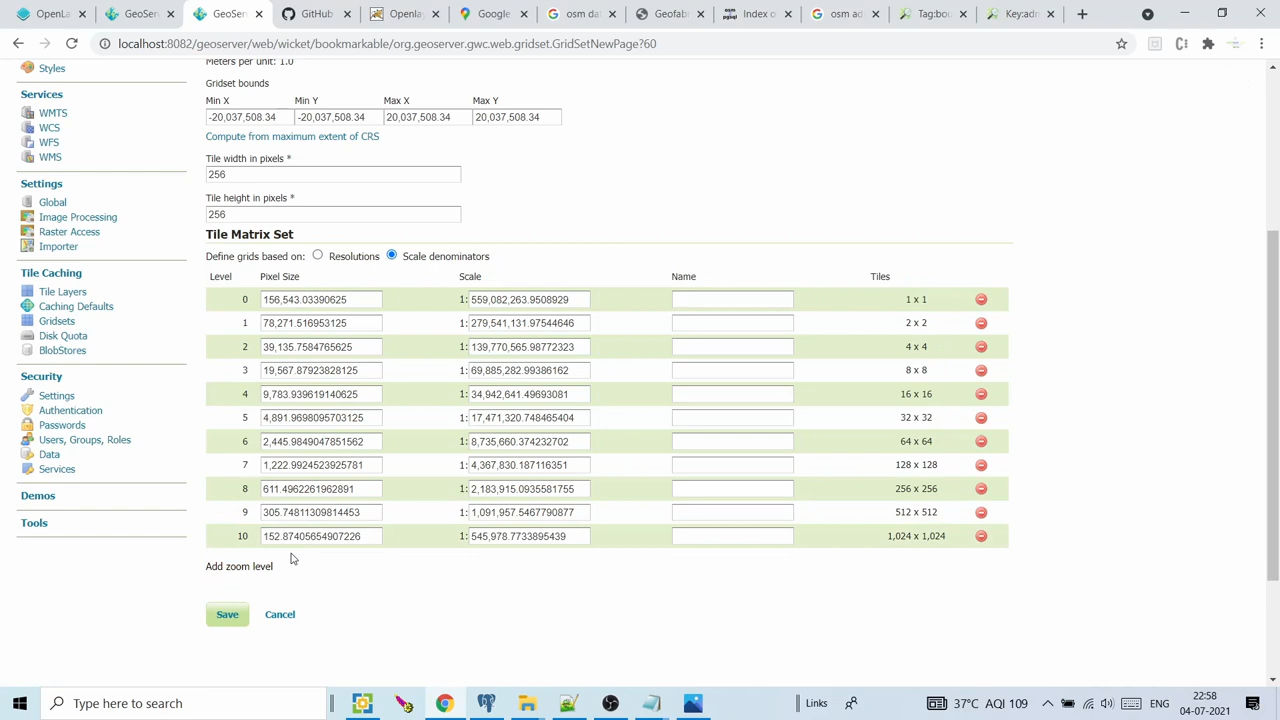 OpenLa
GeoSer
GeoSer
GitHub
Openlay
Google
osm da
Geofab
Index o
osm ad
Tag:bou
Key:adm
localhost:8082/geoserver/web/wicket/bookmarkable/org.geoserver.gwc.web.gridset.GridSetNewPage?60
Meters per unit: 1.0
Styles
Gridset bounds
Services
Min X Min Y Max X Max Y
WMTS
-20,037,508.34 -20,037,508.34 20,037,508.34 20,037,508.34
WCS
Compute from maximum extent of CRS
WFS
WMS
Tile width in pixels *
256
Settings
Global
Tile height in pixels *
256
Image Processing
Raster Access
Importer
Tile Matrix Set
Define grids based on: Resolutions Scale denominators
Tile Caching
Level Pixel Size Scale Name Tiles
Tile Layers
0 156,543.03390625 1: 559,082,263.9508929 1 x 1
Caching Defaults
Gridsets
1 78,271.516953125 1: 279,541,131.97544646 2 x 2
Disk Quota
2 39,135.7584765625 1: 139,770,565.98772323 4 x 4
BlobStores
3 19,567.87923828125 1: 69,885,282.99386162 8 x 8
Security
4 9,783.939619140625 1: 34,942,641.49693081 16 x 16
Settings
Authentication
5 4,891.9698095703125 1: 17,471,320.748465404 32 x 32
Passwords
6 2,445.9849047851562 1: 8,735,660.374232702 64 x 64
Users, Groups, Roles
Data
7 1,222.9924523925781 1: 4,367,830.187116351 128 x 128
Services
8 611.4962261962891 1: 2,183,915.0935581755 256 x 256
Demos
9 305.74811309814453 1: 1,091,957.5467790877 512 x 512
Tools
10 152.87405654907226 1: 545,978.7733895439 1,024 x 1,024
Add zoom level
Save Cancel
Type here to search
Links
37°C AQI 109
ENG
22:58
04-07-2021